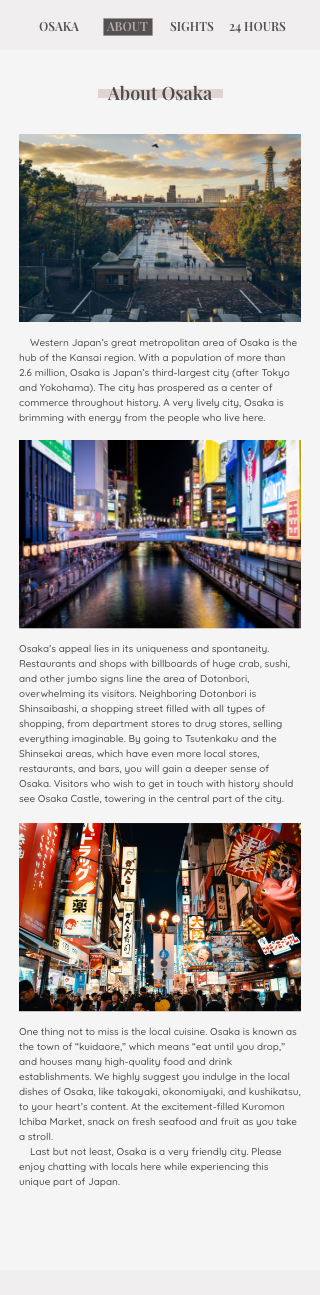 OSAKA ABOUT SIGHTS 24 HOURS
About Osaka
Western Japan's great metropolitan area of Osaka is the
hub of the Kansai region. With a population of more than
2.6 million, Osaka is Japan's third-largest city (after Tokyo
and Yokohama). The city has prospered as a center of
commerce throughout history. A very lively city, Osaka is
brimming with energy from the people who live here.
Osaka's appeal lies in its uniqueness and spontaneity.
Restaurants and shops with billboards of huge crab, sushi,
and other jumbo signs line the area of Dotonbori,
overwhelming its visitors. Neighboring Dotonbori is
Shinsaibashi, a shopping street filled with all types of
shopping, from department stores to drug stores, selling
everything imaginable. By going to Tsutenkaku and the
Shinsekai areas, which have even more local stores,
restaurants, and bars, you will gain a deeper sense of
Osaka. Visitors who wish to get in touch with history should
see Osaka Castle, towering in the central part of the city.
ドラッグ
薬
One thing not to miss is the local cuisine. Osaka is known as
the town of “kuidaore,” which means “eat until you drop,”
and houses many high-quality food and drink
establishments. We highly suggest you indulge in the local
dishes of Osaka, like takoyaki, okonomiyaki, and kushikatsu,
to your heart's content. At the excitement-filled Kuromon
Ichiba Market, snack on fresh seafood and fruit as you take
a stroll.
Last but not least, Osaka is a very friendly city. Please
enjoy chatting with locals here while experiencing this
unique part of Japan.